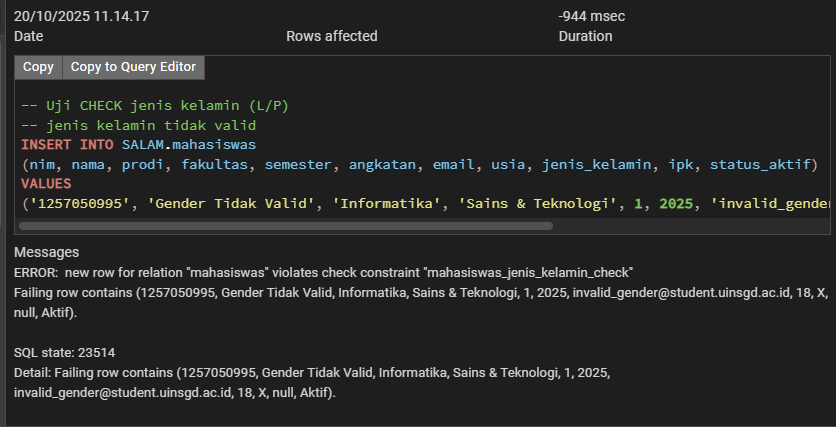 20/10/2025 11.14.17 -944 msec
Date Rows affected Duration
Copy Copy to Query Editor
-- Uji CHECK jenis kelamin (L/P)
-- jenis kelamin tidak valid
INSERT INTO SALAM.mahasiswas
(nim, nama, prodi, fakultas, semester, angkatan, email, usia, jenis_kelamin, ipk, status_aktif)
VALUES
('1257050995', 'Gender Tidak Valid', 'Informatika', 'Sains & Teknologi', 1, 2025, 'invalid_gender
Messages
ERROR: new row for relation "mahasiswas" violates check constraint "mahasiswas_jenis_kelamin_check"
Failing row contains (1257050995, Gender Tidak Valid, Informatika, Sains & Teknologi, 1, 2025, invalid_gender@student.uinsgd.ac.id, 18, X,
null, Aktif).
SQL state: 23514
Detail: Failing row contains (1257050995, Gender Tidak Valid, Informatika, Sains & Teknologi, 1, 2025,
invalid_gender@student.uinsgd.ac.id, 18, X, null, Aktif).